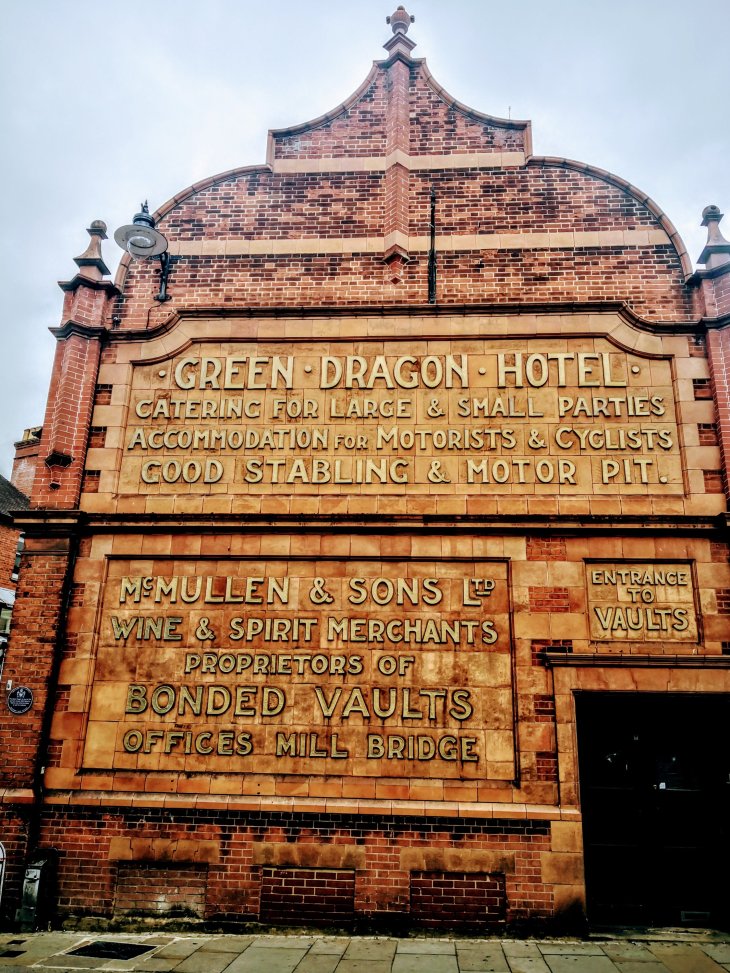 · GREEN · DRAGON · HOTEL ·
CATERING FOR LARGE & SMALL PARTIES
ACCOMMODATION FOR MOTORISTS & CYCLISTS
GOOD STABLING & MOTOR PIT.
McMULLEN & SONS LTD
WINE & SPIRIT MERCHANTS
PROPRIETORS OF
BONDED VAULTS
OFFICES MILL BRIDGE
ENTRANCE
TO
VAULTS